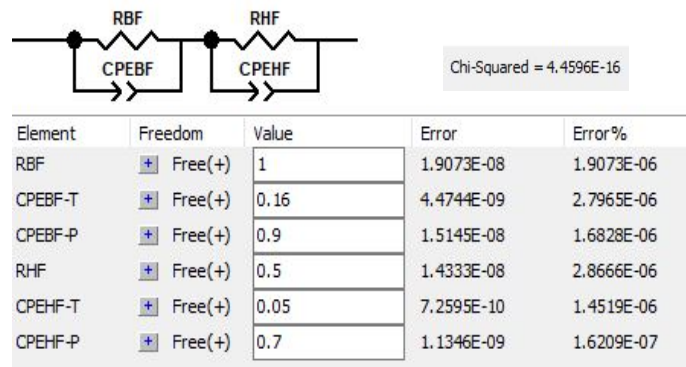 RBF RHF
CPEBF CPEHF
Chi-Squared = 4.4596E-16
Element Freedom Value Error Error%
RBF + Free(+) 1 1.9073E-08 1.9073E-06
CPEBF-T + Free(+) 0.16 4.4744E-09 2.7965E-06
CPEBF-P + Free(+) 0.9 1.5145E-08 1.6828E-06
RHF + Free(+) 0.5 1.4333E-08 2.8666E-06
CPEHF-T + Free(+) 0.05 7.2595E-10 1.4519E-06
CPEHF-P + Free(+) 0.7 1.1346E-09 1.6209E-07